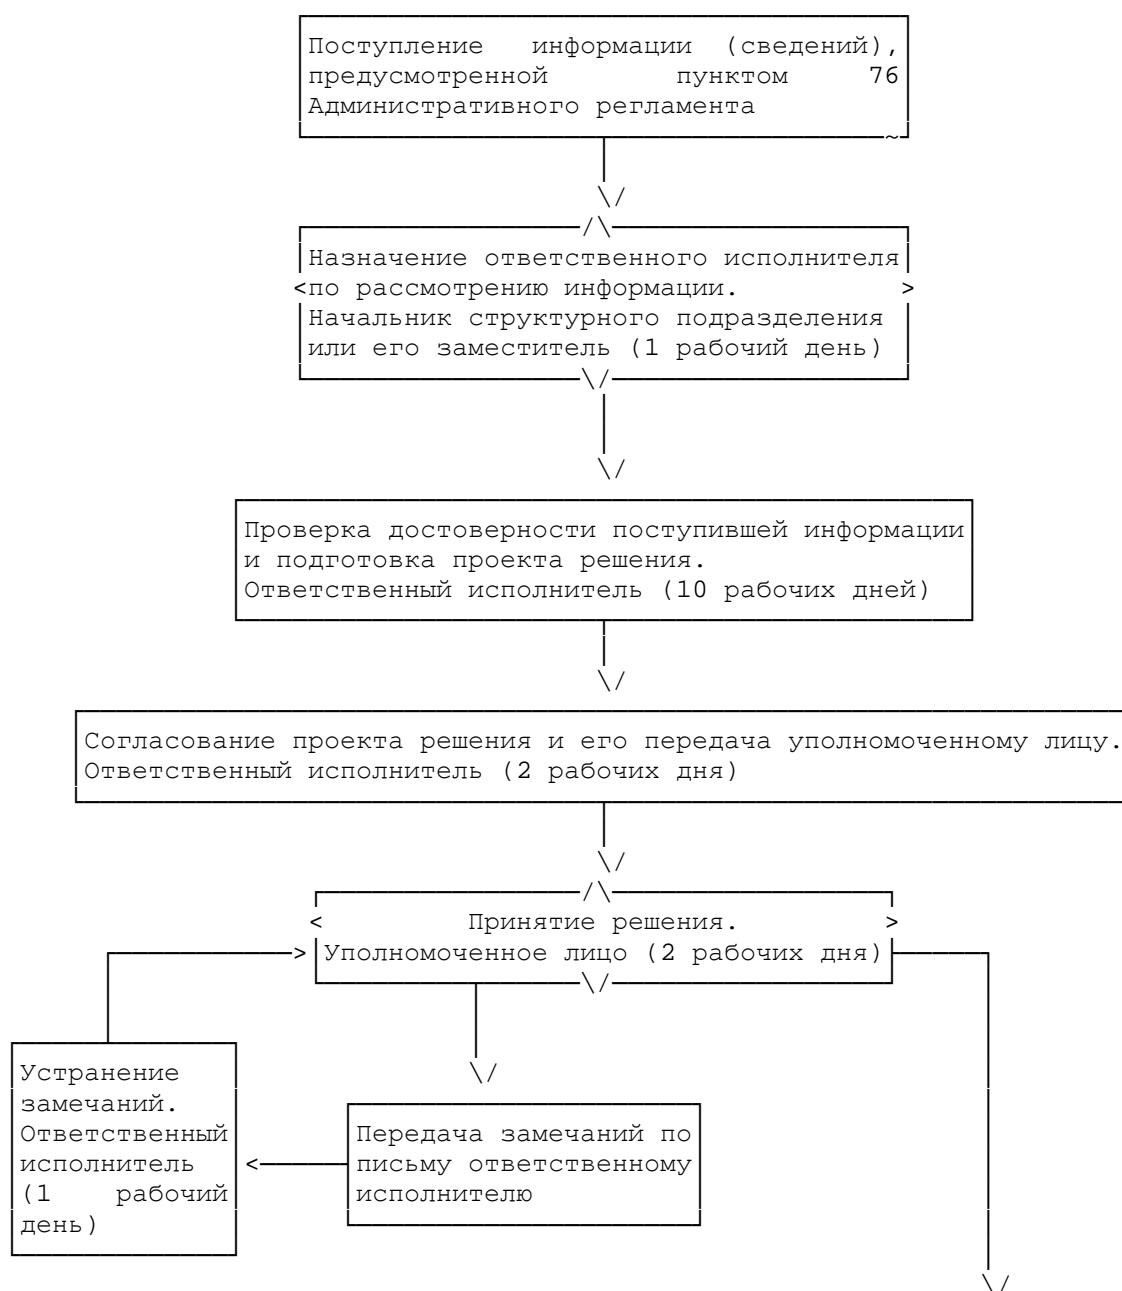 Поступление информации (сведений),
предусмотренной пунктом 76
Административного регламента
Назначение ответственного исполнителя
по рассмотрению информации.
Начальник структурного подразделения
или его заместитель (1 рабочий день)
Проверка достоверности поступившей информации
и подготовка проекта решения.
Ответственный исполнитель (10 рабочих дней)
Согласование проекта решения и его передача уполномоченному лицу.
Ответственный исполнитель (2 рабочих дня)
Принятие решения.
Уполномоченное лицо (2 рабочих дня)
Устранение
замечаний.
Ответственный
исполнитель
(1 рабочий
день)
Передача замечаний по
письму ответственному
исполнителю